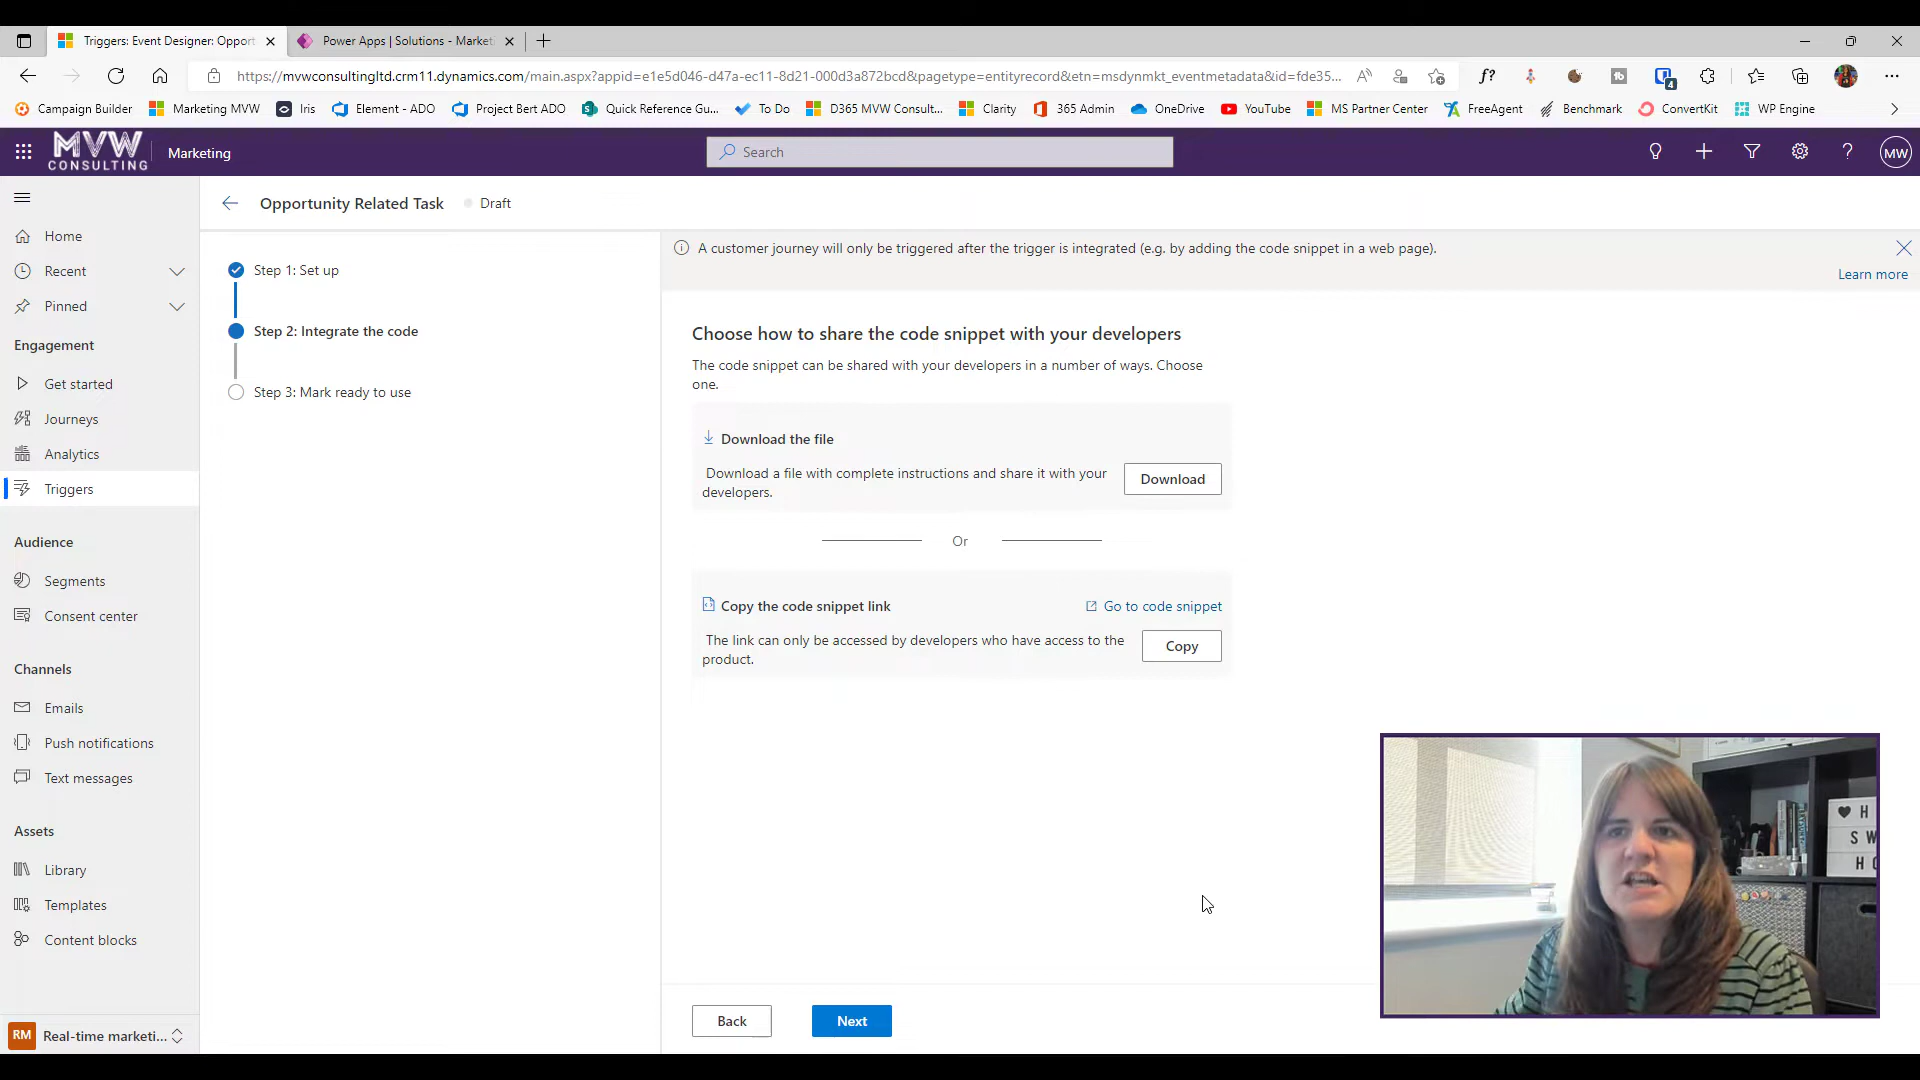 Triggers: Event Designer: Opport
Power Apps | Solutions - Market
https://mvwconsultingltd.crm11.dynamics.com/main.aspx?appid=e1e5d046-d47a-ec11-8d21-000d3a872bcd&pagetype=entityrecord&etn=msdynmkt_eventmetadata&id=fde35...
Campaign Builder
Marketing MVW
Iris
Element - ADO
Project Bert ADO
Quick Reference Gu...
To Do
D365 MVW Consult...
Clarity
365 Admin
OneDrive
YouTube
MS Partner Center
FreeAgent
Benchmark
ConvertKit
WP Engine
MVW
CONSULTING
Marketing
Search
MW
Opportunity Related Task
Draft
Home
Recent
Pinned
Engagement
Get started
Journeys
Analytics
Triggers
Audience
Segments
Consent center
Channels
Emails
Push notifications
Text messages
Assets
Library
Templates
Content blocks
RM Real-time marketi...
Step 1: Set up
Step 2: Integrate the code
Step 3: Mark ready to use
A customer journey will only be triggered after the trigger is integrated (e.g. by adding the code snippet in a web page).
Learn more
Choose how to share the code snippet with your developers
The code snippet can be shared with your developers in a number of ways. Choose
one.
Download the file
Download a file with complete instructions and share it with your
developers.
Download
Or
Copy the code snippet link
Go to code snippet
The link can only be accessed by developers who have access to the
product.
Copy
Back
Next
H
S W
H